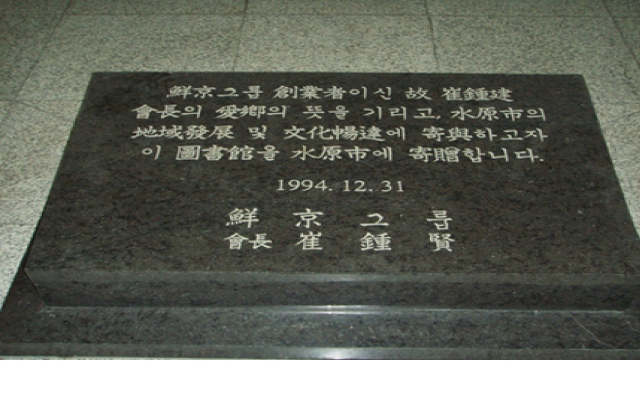 鮮京그룹 創業者이신 故 崔鍾建
會長의 愛鄕의 뜻을 기리고, 水原市의
地域發展 및 文化暢達에 寄與하고자
이 圖書館을 水原市에 寄贈합니다.
1994. 12. 31
鮮京그룹
會長 崔鍾賢